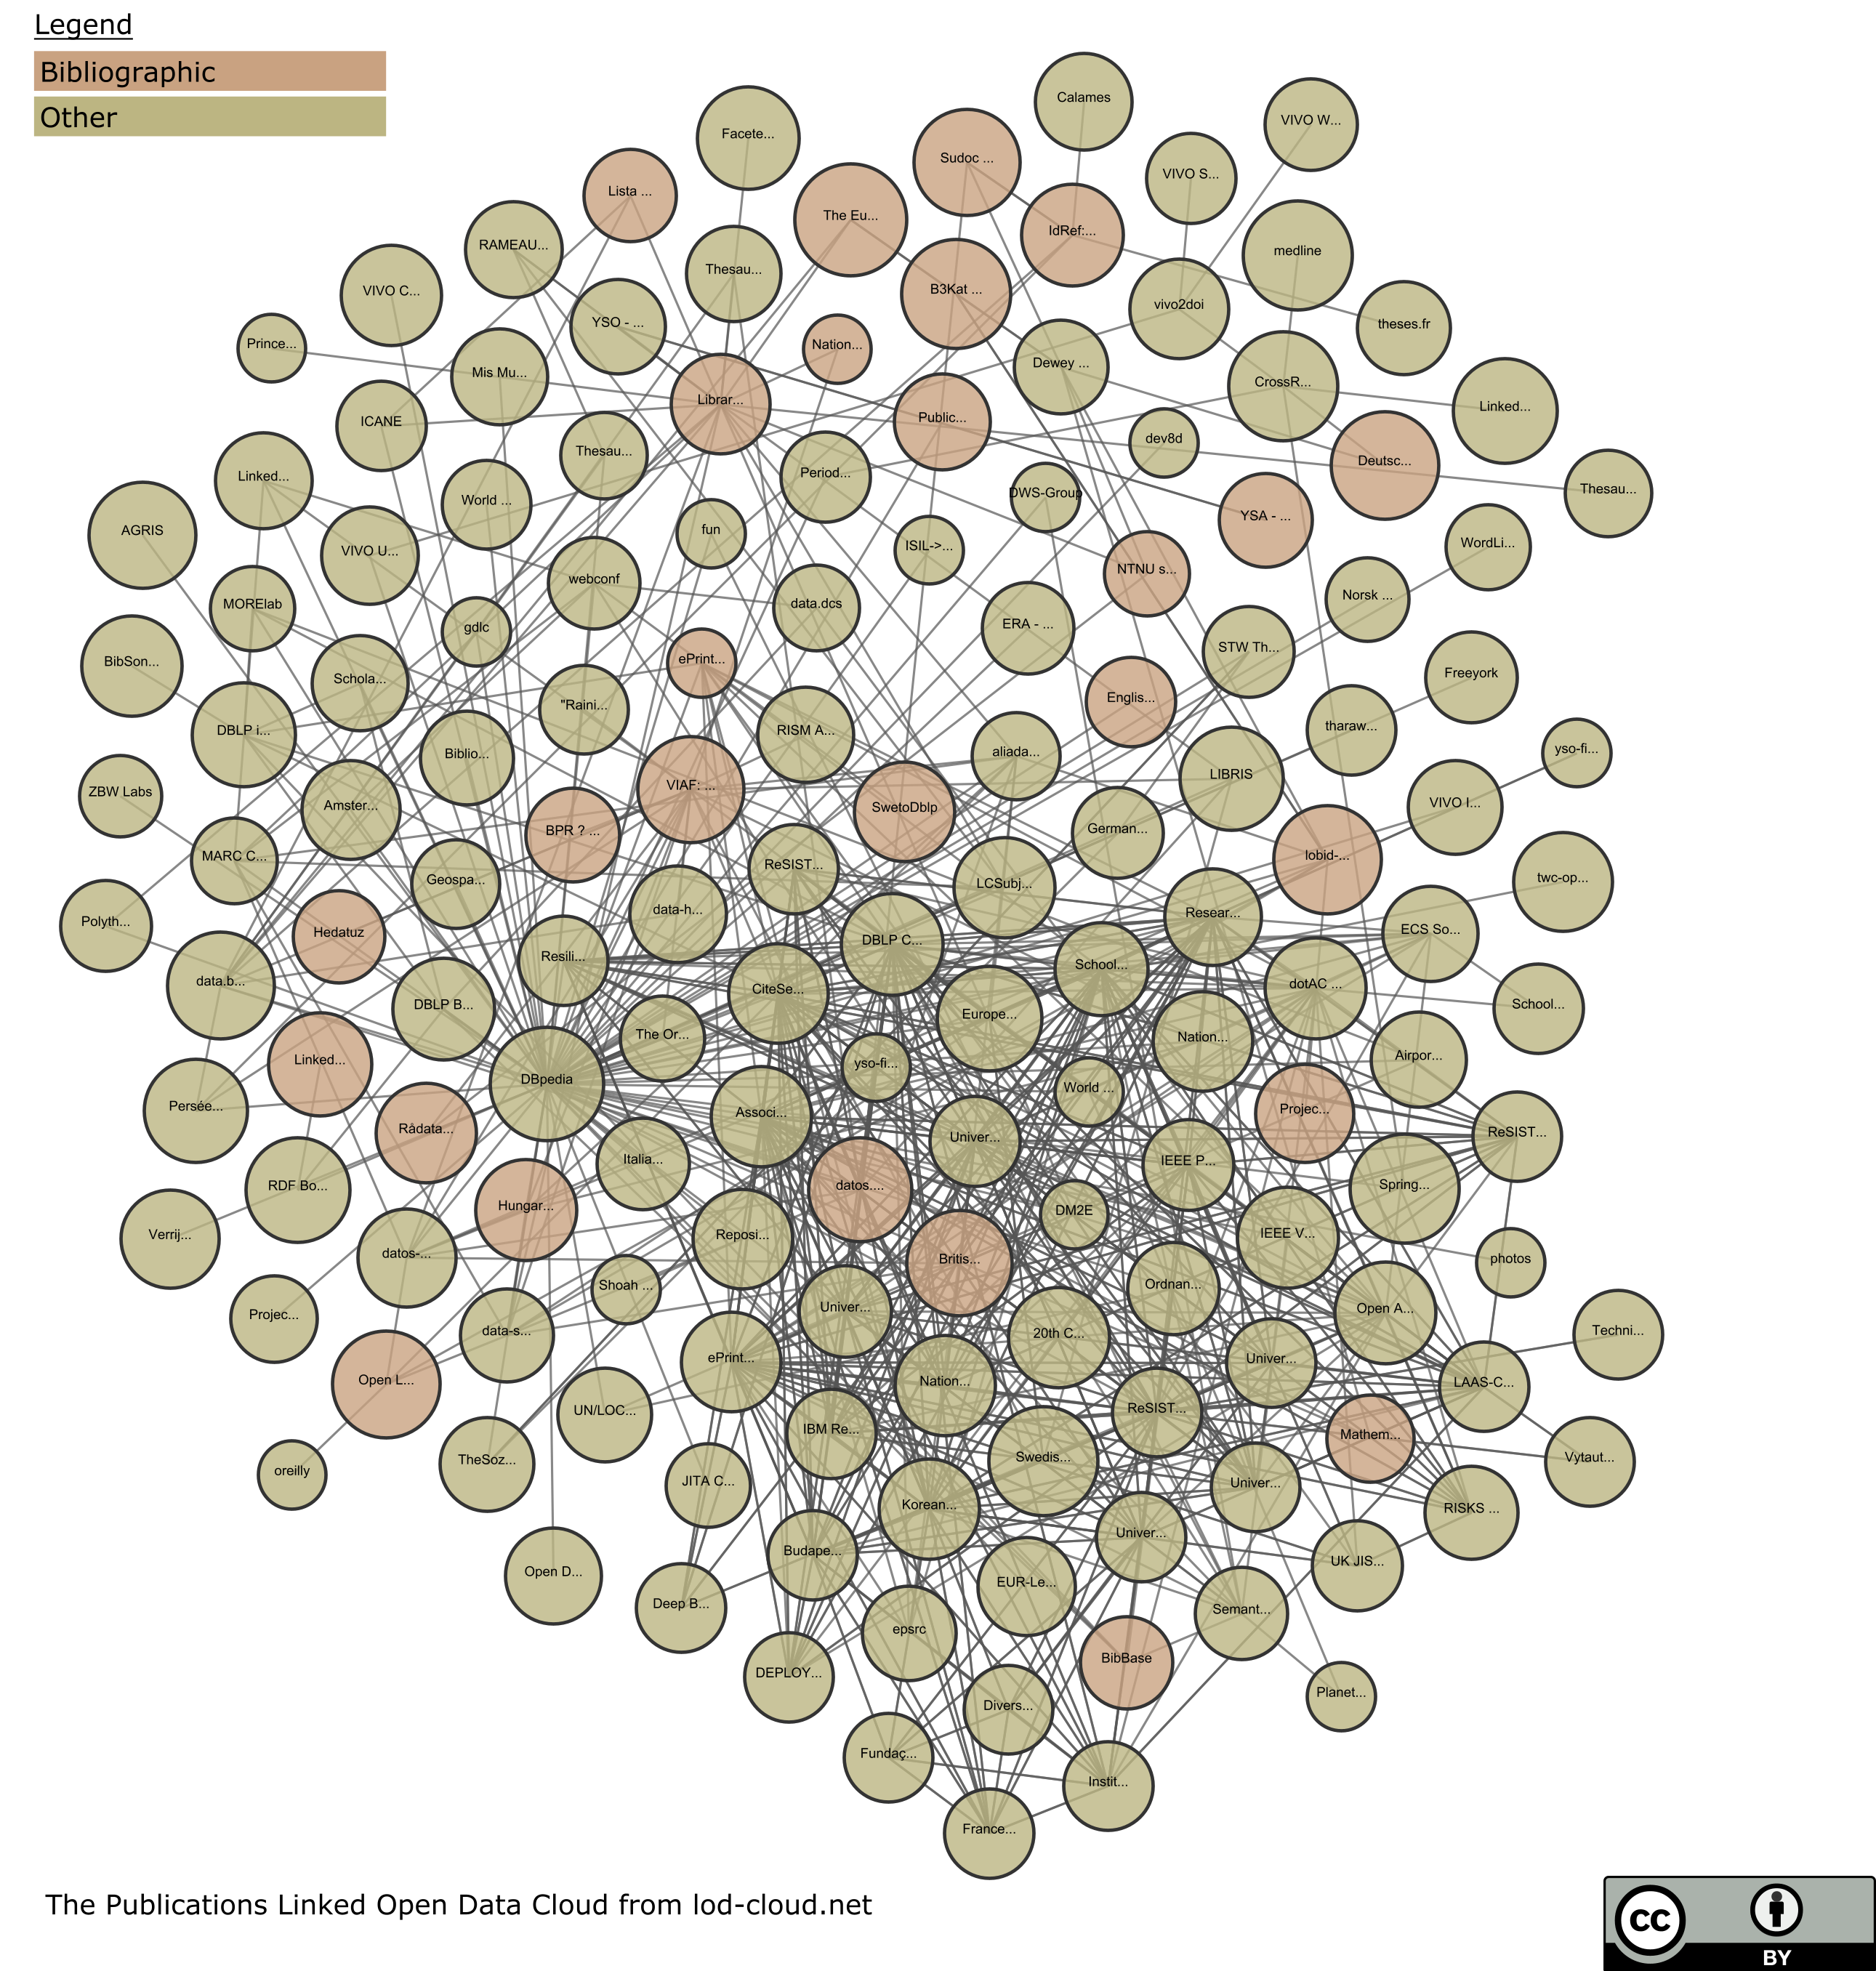 Legend
Bibliographic
Other
Calames
Facete...
VIVO W...
Sudoc ...
VIVO S...
Lista ...
The Eu...
IdRef:...
RAMEAU...
medline
Thesau...
VIVO C...
B3Kat ...
vivo2doi
YSO - ...
theses.fr
Prince...
Nation...
Dewey ...
Mis Mu...
CrossR...
Librar...
Linked...
ICANE
Public...
dev8d
Thesau...
Deutsc...
Period...
Linked...
DWS-Group
Thesau...
World ...
YSA - ...
AGRIS
fun
WordLi...
ISIL->...
VIVO U...
NTNU s...
webconf
Norsk ...
MORElab
data.dcs
gdlc
ERA - ...
STW Th...
BibSon...
ePrint...
Freeyork
Schola...
Englis...
"Raini...
tharaw...
DBLP i...
RISM A...
yso-fi...
aliada...
Biblio...
LIBRIS
VIAF: ...
ZBW Labs
VIVO I...
Amster...
SwetoDblp
BPR ? ...
German...
MARC C...
lobid-...
ReSIST...
twc-op...
Geospa...
LCSubj...
data-h...
Resear...
Polyth...
ECS So...
Hedatuz
DBLP C...
Resili...
School...
data.b...
dotAC ...
CiteSe...
DBLP B...
School...
Europe...
The Or...
Nation...
Airpor...
Linked...
yso-fi...
DBpedia
World ...
Persée...
Projec...
Associ...
Rådata...
ReSIST...
Univer...
Italia...
IEEE P...
RDF Bo...
datos....
Spring...
Hungar...
DM2E
Verrij...
Reposi...
IEEE V...
datos-...
Britis...
photos
Shoah ...
Ordnan...
Univer...
Open A...
Projec...
data-s...
20th C...
Techni...
ePrint...
Univer...
Open L...
Nation...
LAAS-C...
ReSIST...
UN/LOC...
IBM Re...
Mathem...
Swedis...
Vytaut...
TheSoz...
oreilly
JITA C...
Univer...
Korean...
RISKS ...
Univer...
Budape...
UK JIS...
Open D...
EUR-Le...
Deep B...
Semant...
epsrc
BibBase
DEPLOY...
Planet...
Divers...
Fundaç...
Instit...
France...
The Publications Linked Open Data Cloud from lod-cloud.net
cc
BY